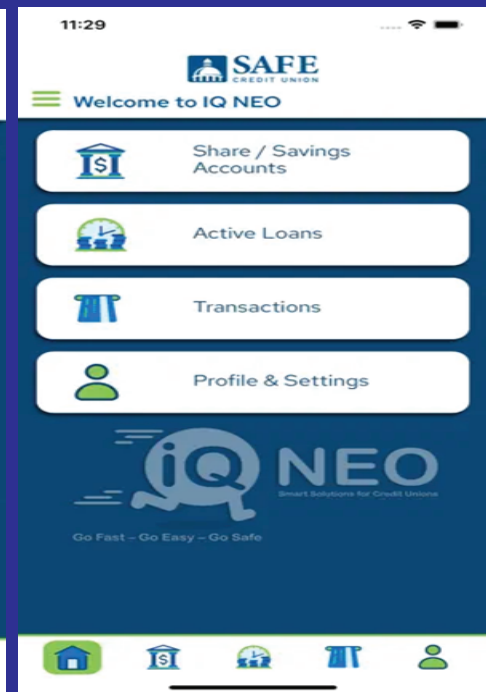 11:29
SAFE
CREDIT UNION
Welcome to IQ NEO
Share / Savings
Accounts
Active Loans
Transactions
Profile & Settings
iQ NEO
Smart Solutions for Credit Unions
Go Fast – Go Easy – Go Safe